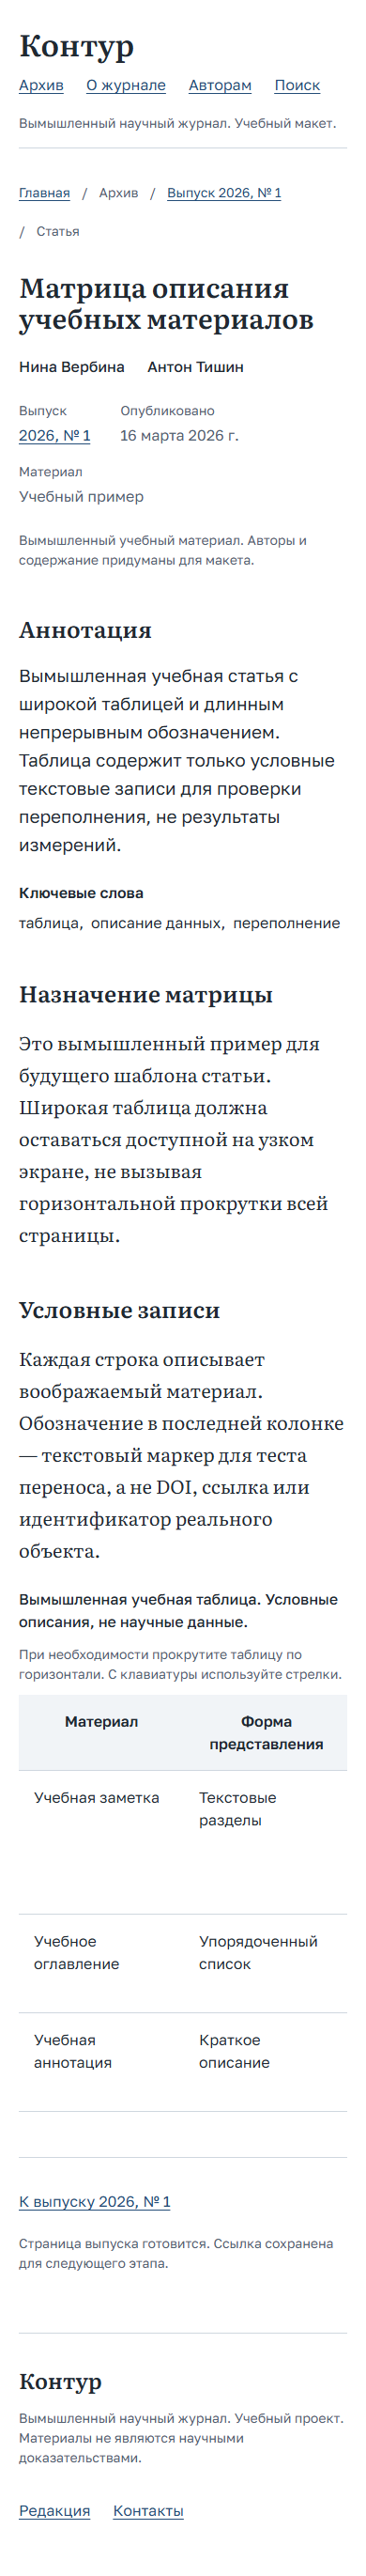 Контур
Архив О журнале Авторам Поиск
Вымышленный научный журнал. Учебный макет.
Главная / Архив / Выпуск 2026, № 1
/ Статья
Матрица описания
учебных материалов
Нина Вербина Антон Тишин
Выпуск Опубликовано
2026, № 1 16 марта 2026 г.
Материал
Учебный пример
Вымышленный учебный материал. Авторы и
содержание придуманы для макета.
Аннотация
Вымышленная учебная статья с
широкой таблицей и длинным
непрерывным обозначением.
Таблица содержит только условные
текстовые записи для проверки
переполнения, не результаты
измерений.
Ключевые слова
таблица, описание данных, переполнение
Назначение матрицы
Это вымышленный пример для
будущего шаблона статьи.
Широкая таблица должна
оставаться доступной на узком
экране, не вызывая
горизонтальной прокрутки всей
страницы.
Условные записи
Каждая строка описывает
воображаемый материал.
Обозначение в последней колонке
— текстовый маркер для теста
переноса, а не DOI, ссылка или
идентификатор реального
объекта.
Вымышленная учебная таблица. Условные
описания, не научные данные.
При необходимости прокрутите таблицу по
горизонтали. С клавиатуры используйте стрелки.
Материал Форма
представления
Учебная заметка Текстовые
разделы
Учебное Упорядоченный
оглавление список
Учебная Краткое
аннотация описание
К выпуску 2026, № 1
Страница выпуска готовится. Ссылка сохранена
для следующего этапа.
Контур
Вымышленный научный журнал. Учебный проект.
Материалы не являются научными
доказательствами.
Редакция Контакты